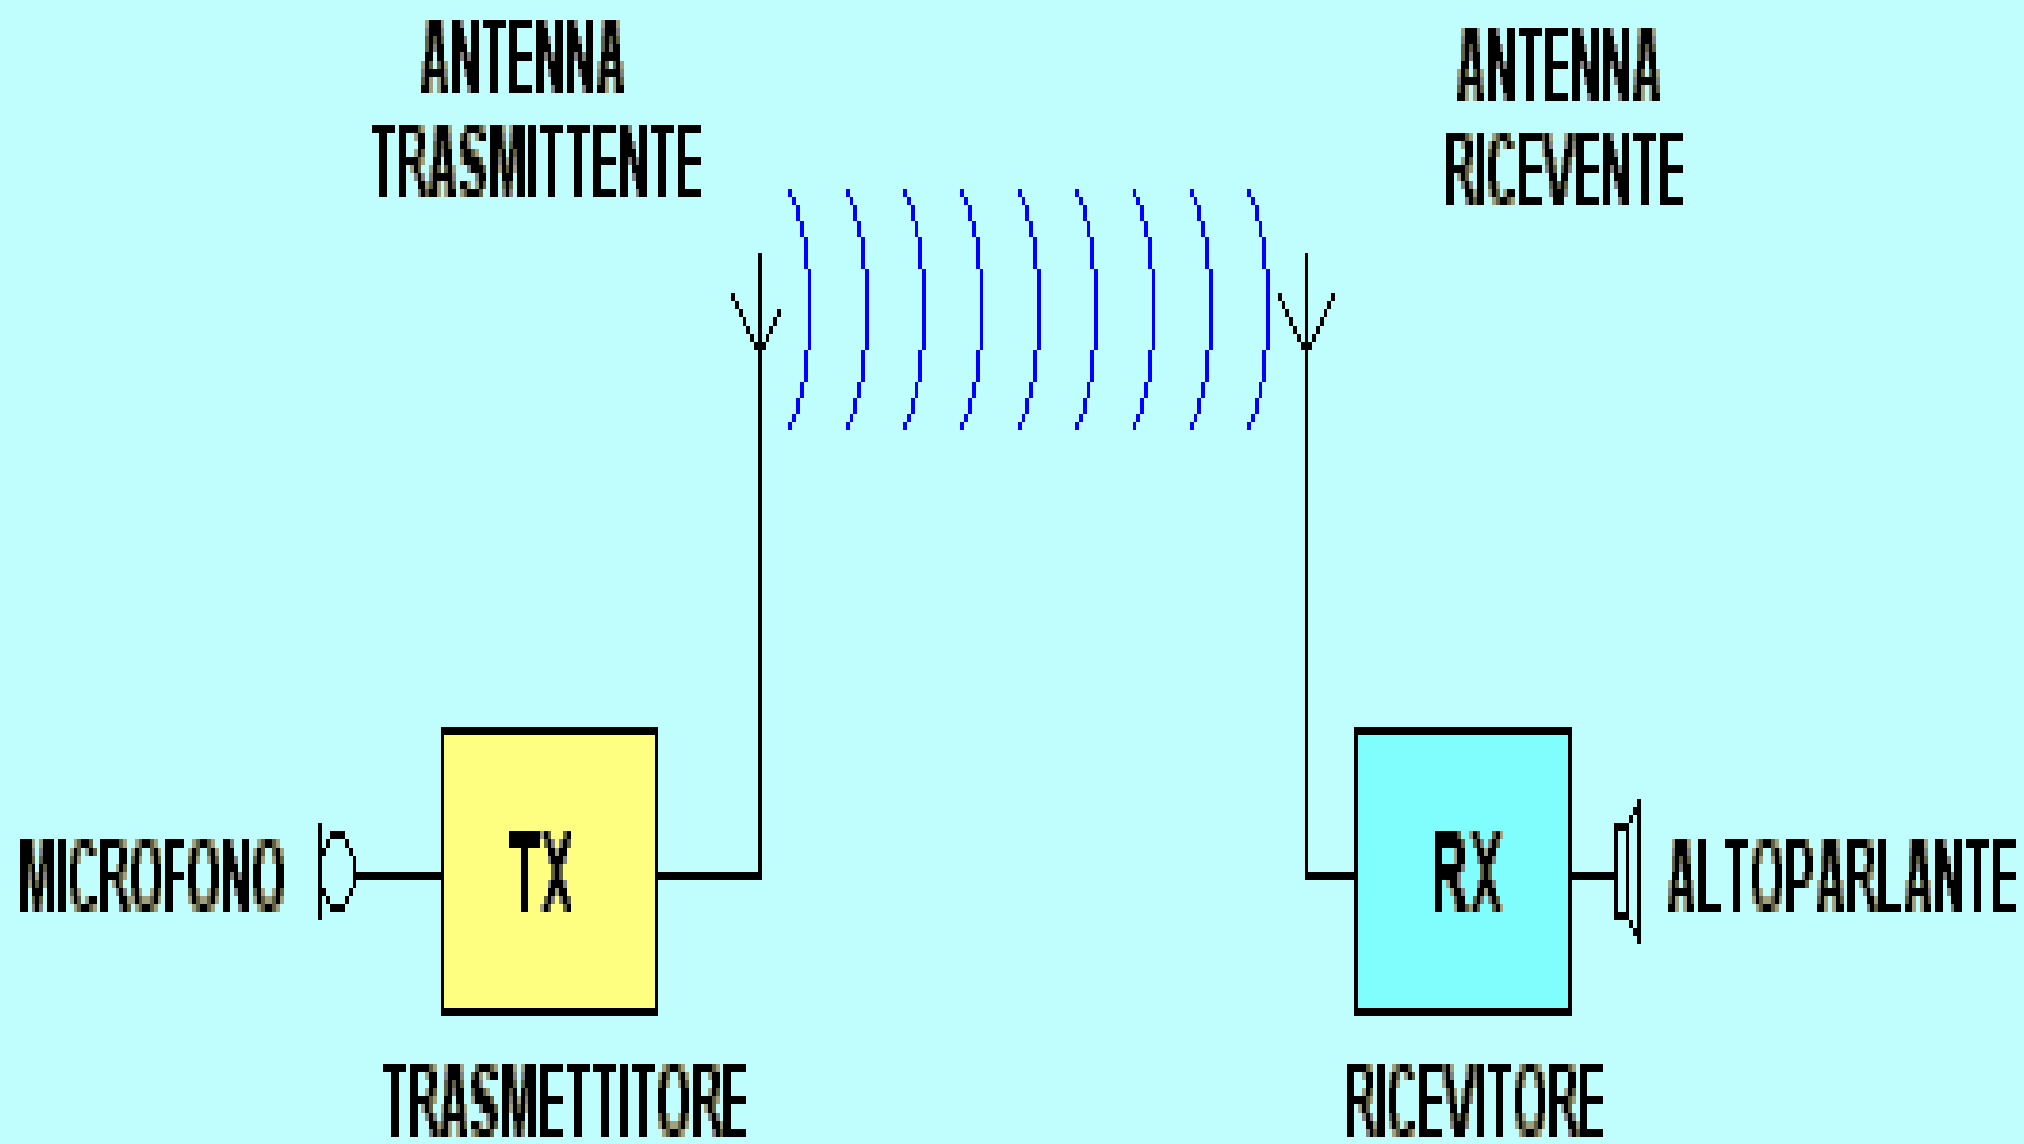 ANTENNA
TRASMITTENTE
ANTENNA
RICEVENTE
MICROFONO
TX
RX
ALTOPARLANTE
TRASMETTITORE
RICEVITORE